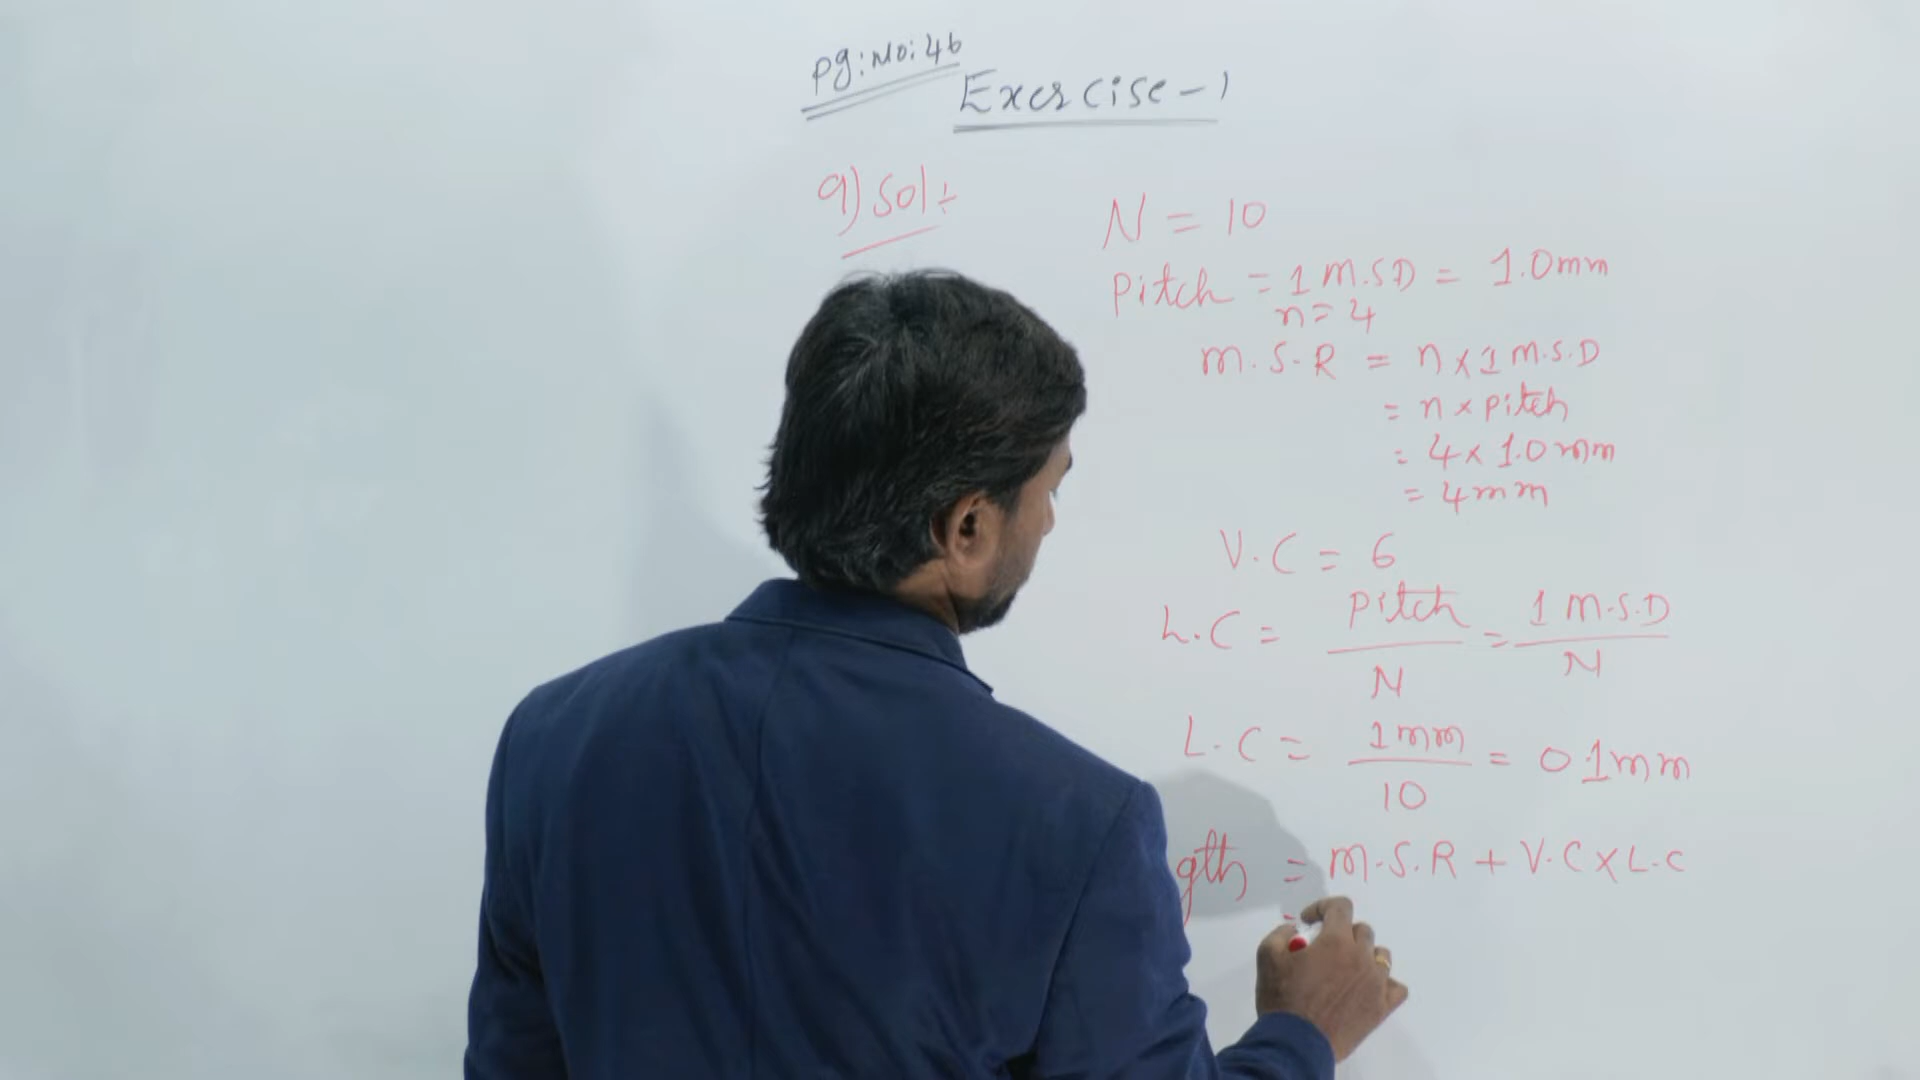 Pg:No:46
Exercise-1
9) Sol:
N = 10
Pitch = 1 M.SD = 1.0mm
n = 4
M.S.R = n x 1 M.S.D
= n x Pitch
= 4 x 1.0mm
= 4mm
V.C = 6
L.C = Pitch / N = 1 M.S.D / N
L.C = 1mm / 10 = 0.1mm
gth = M.S.R + V.C X L.C
=